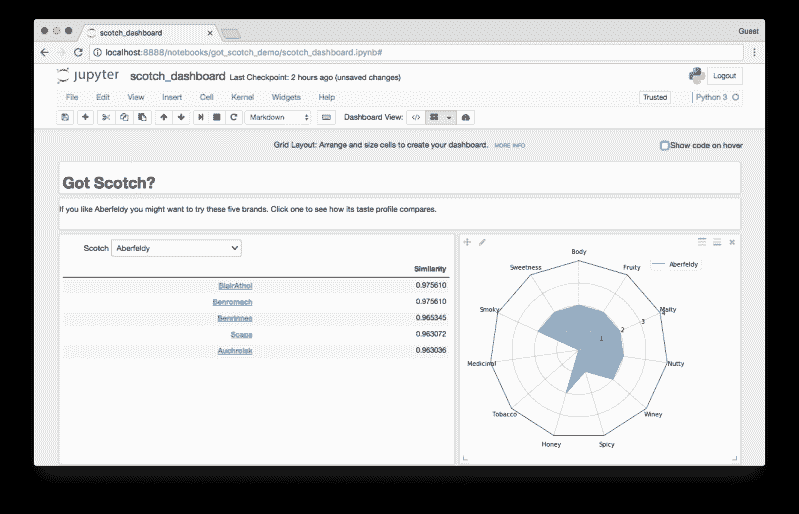 scotch_dashboard
Guest
localhost:8888/notebooks/got_scotch_demo/scotch_dashboard.ipynb#
jupyter scotch_dashboard Last Checkpoint: 2 hours ago (unsaved changes)
Logout
File Edit View Insert Cell Kernel Widgets Help
Trusted
Python 3
Markdown
Dashboard View:
Grid Layout: Arrange and size cells to create your dashboard. MORE INFO
Show code on hover
Got Scotch?
If you like Aberfeldy you might want to try these five brands. Click one to see how its taste profile compares.
Scotch Aberfeldy
Similarity
BlairAthol 0.975610
Benromach 0.975610
Benrinnes 0.965345
Scapa 0.963072
Auchroisk 0.963036
Body
Aberfeldy
Sweetness
Fruity
Smoky
Malty
4
3
2
1
Medicinal
Nutty
Tobacco
Winey
Honey
Spicy